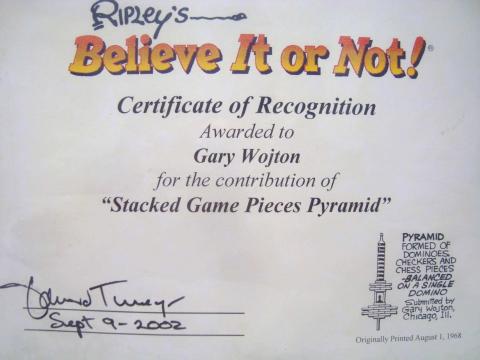 RIPLEY'S
Believe It or Not!®
Certificate of Recognition
Awarded to
Gary Wojton
for the contribution of
“Stacked Game Pieces Pyramid”
PYRAMID
FORMED OF
DOMINOES,
CHECKERS AND
CHESS PIECES
-BALANCED
ON A SINGLE
DOMINO
Submitted by
Gary Wojton,
Chicago, Ill.
Sept 9-2002
Originally Printed August 1, 1968